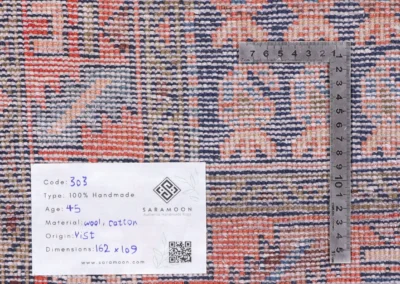 7 6 5 4 3 2 1
Code: 303
Type: 100% Handmade
Age: 45
Material: wool, cotton
Origin: Vist
Dimensions: 162 x 109
SARAMOON
www.saramoon.com